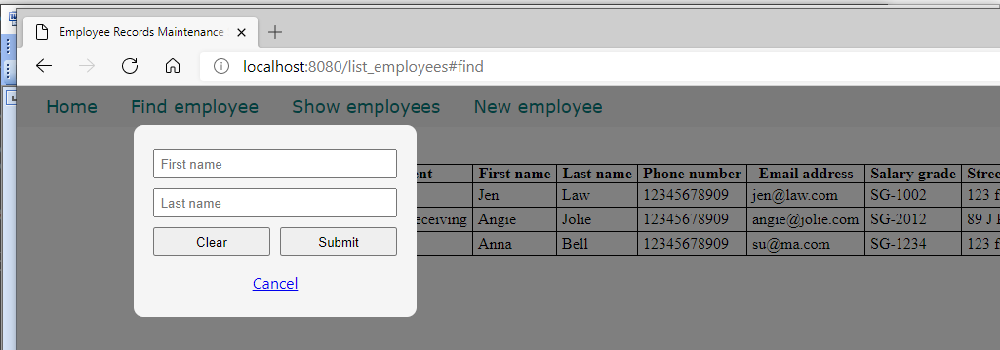 Employee Records Maintenance
localhost:8080/list_employees#find
Home Find employee Show employees New employee
First name
Last name
Clear Submit
Cancel
nt First name Last name Phone number Email address Salary grade Stree
Jen Law 12345678909 jen@law.com SG-1002 123 f
eceiving Angie Jolie 12345678909 angie@jolie.com SG-2012 89 J
Anna Bell 12345678909 su@ma.com SG-1234 123 f